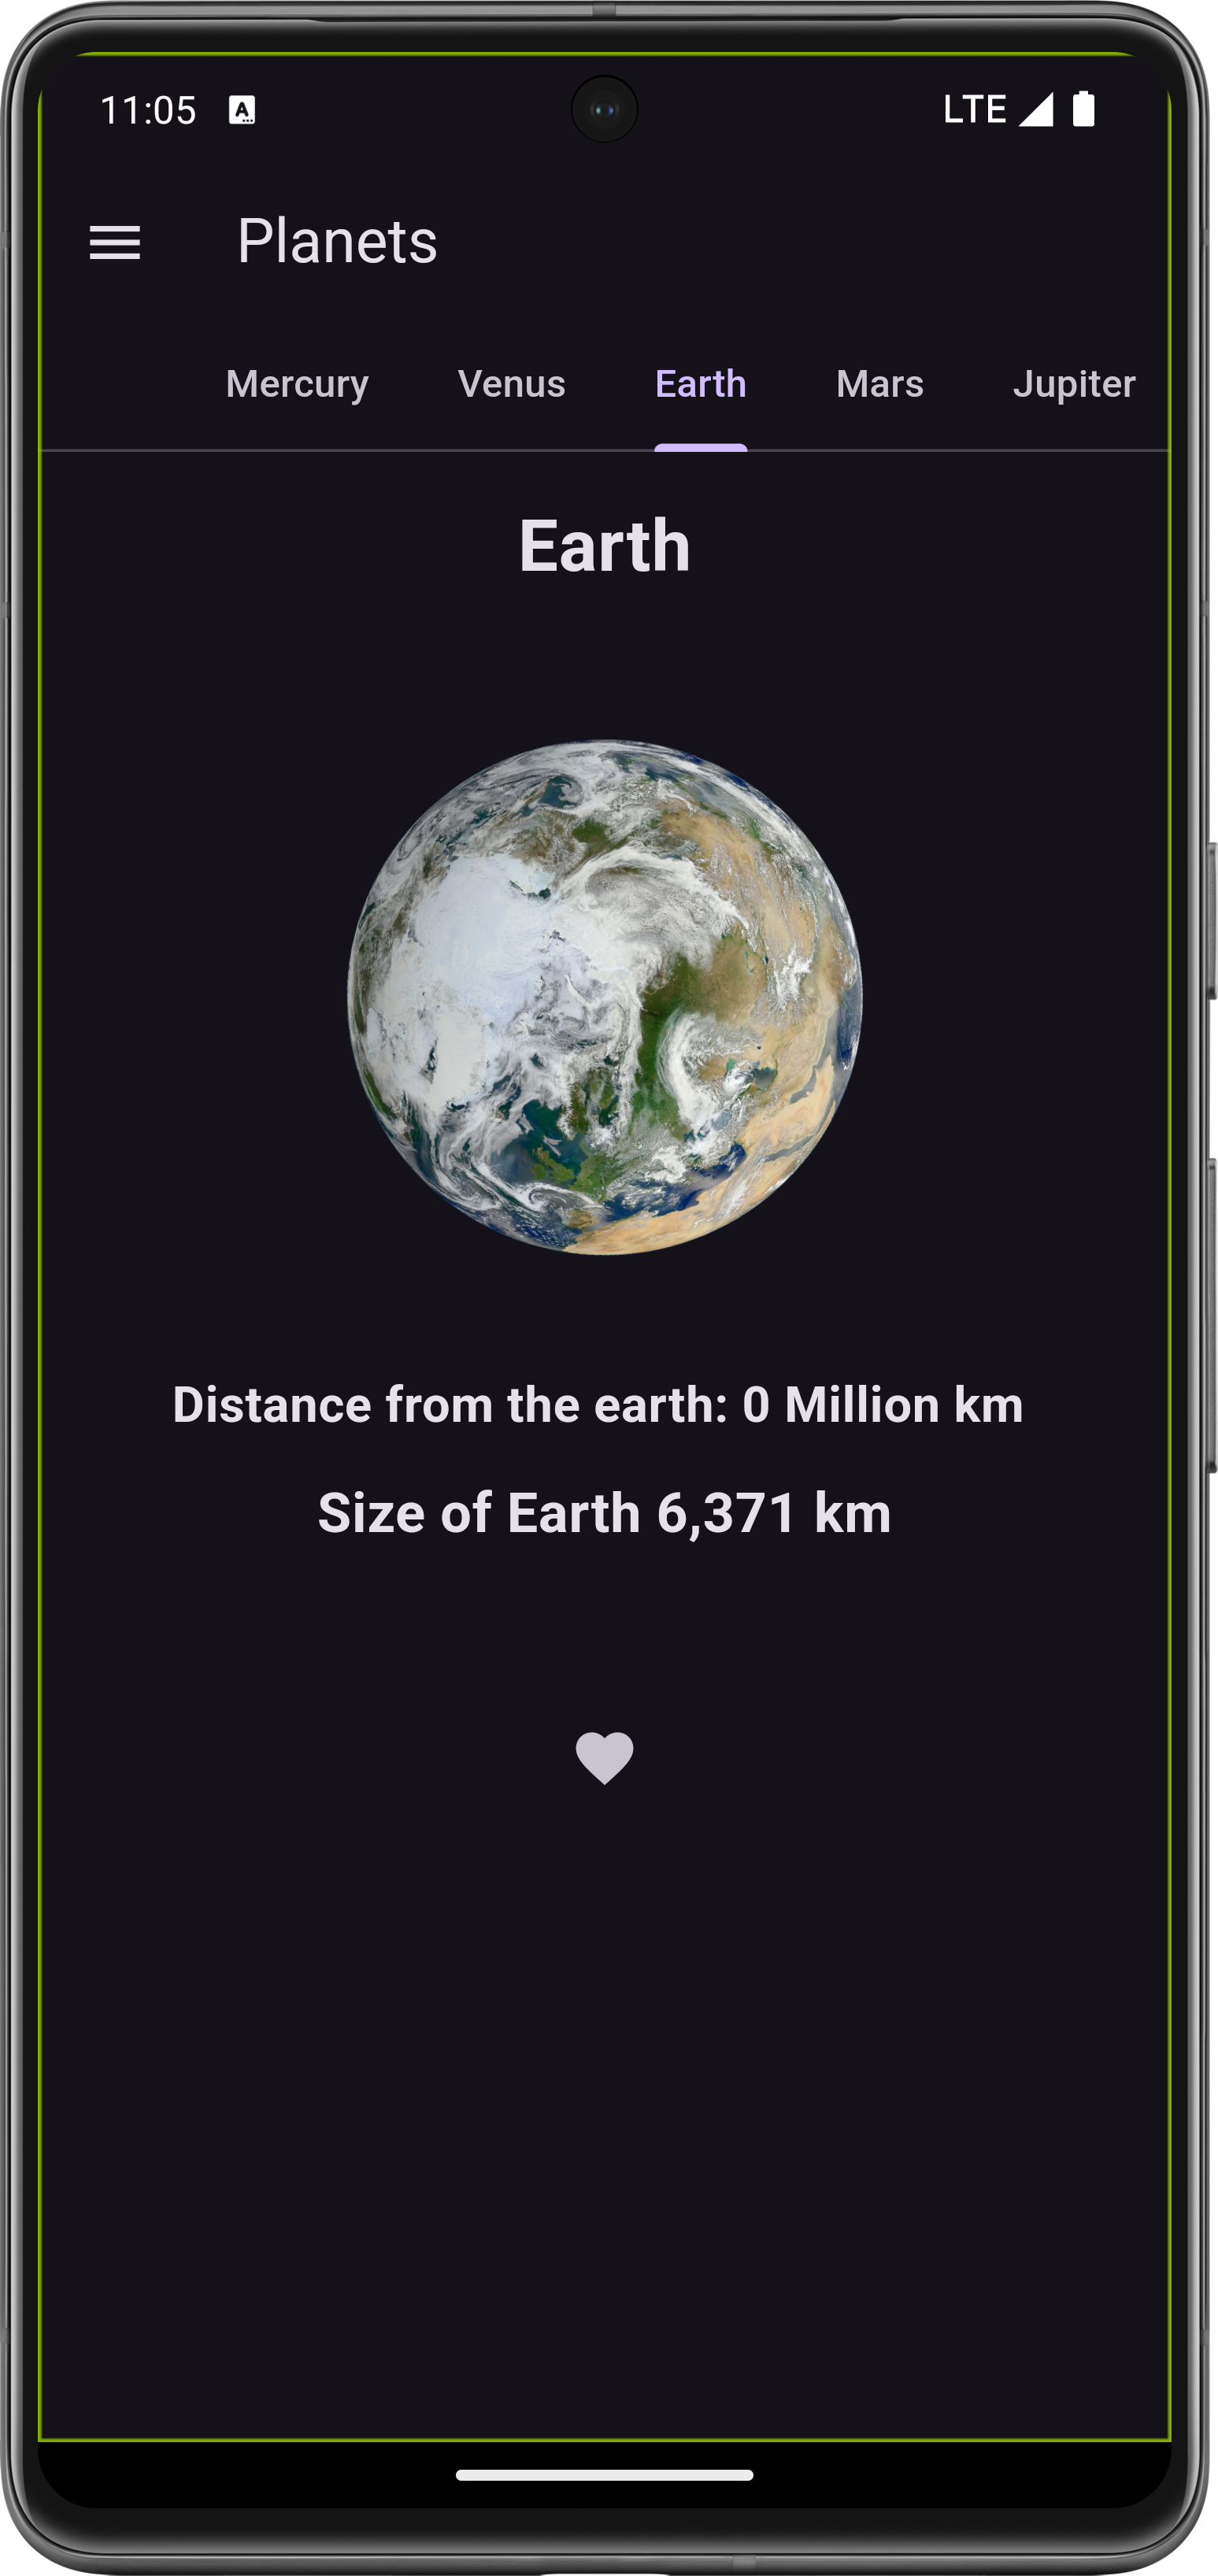 11:05 A LTE
Planets
Mercury Venus Earth Mars Jupiter
Earth
Distance from the earth: 0 Million km
Size of Earth 6,371 km